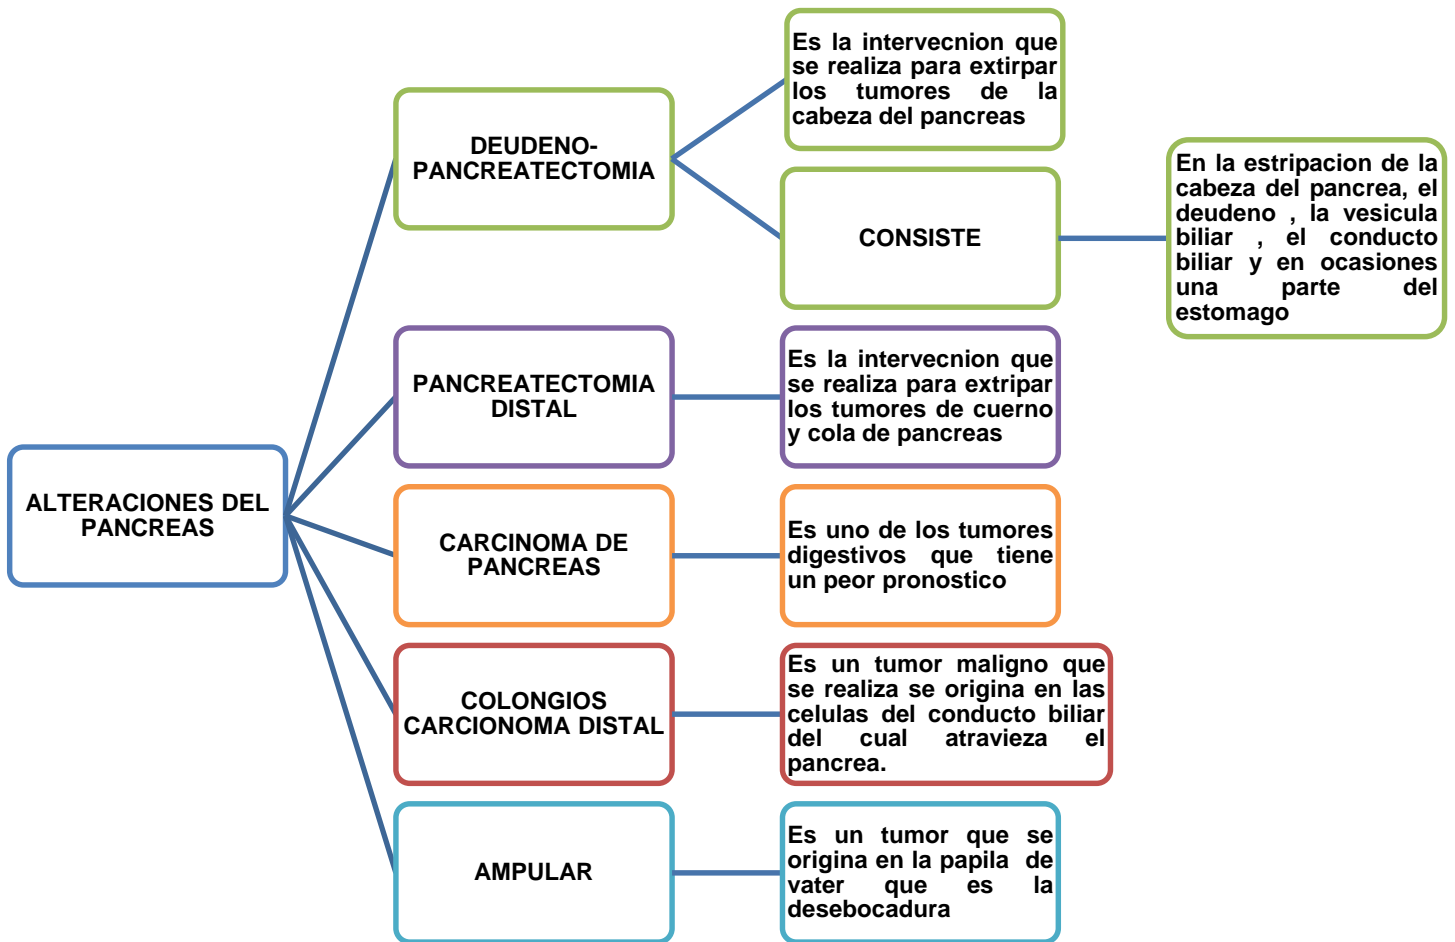 Es la intervecnion que
se realiza para extirpar
los tumores de la
cabeza del pancreas
DEUDENO-
PANCREATECTOMIA
CONSISTE
En la estripacion de la
cabeza del pancrea, el
deudeno , la vesicula
biliar , el conducto
biliar y en ocasiones
una parte del
estomago
PANCREATECTOMIA
DISTAL
Es la intervecnion que
se realiza para extripar
los tumores de cuerno
y cola de pancreas
ALTERACIONES DEL
PANCREAS
CARCINOMA DE
PANCREAS
Es uno de los tumores
digestivos que tiene
un peor pronostico
COLONGIOS
CARCIONOMA DISTAL
Es un tumor maligno que
se realiza se origina en las
celulas del conducto biliar
del cual atravieza el
pancrea.
AMPULAR
Es un tumor que se
origina en la papila de
vater que es la
desebocadura